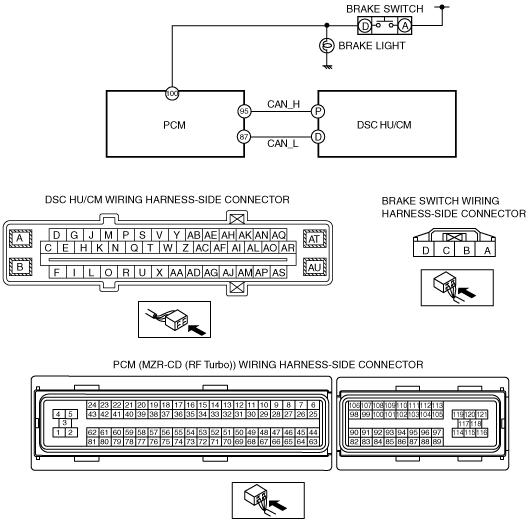 BRAKE SWITCH
D A
BRAKE LIGHT
100
95 CAN_H P
PCM DSC HU/CM
87 CAN_L D
DSC HU/CM WIRING HARNESS-SIDE CONNECTOR
BRAKE SWITCH WIRING
HARNESS-SIDE CONNECTOR
A D G J M P S V Y AB AE AH AK AN AQ AT
C E H K N Q T W Z AC AF AI AL AO AR
B F I L O R U X AA AD AG AJ AM AP AS AU
D C B A
PCM (MZR-CD (RF Turbo)) WIRING HARNESS-SIDE CONNECTOR
24 23 22 21 20 19 18 17 16 15 14 13 12 11 10 9 8 7 6
4 5 43 42 41 40 39 38 37 36 35 34 33 32 31 30 29 28 27 26 25
3
1 2 62 61 60 59 58 57 56 55 54 53 52 51 50 49 48 47 46 45 44
81 80 79 78 77 76 75 74 73 72 71 70 69 68 67 66 65 64 63
106 107 108 109 110 111 112 113
98 99 100 101 102 103 104 105 119 120 121
117 118
90 91 92 93 94 95 96 97 114 115 116
82 83 84 85 86 87 88 89